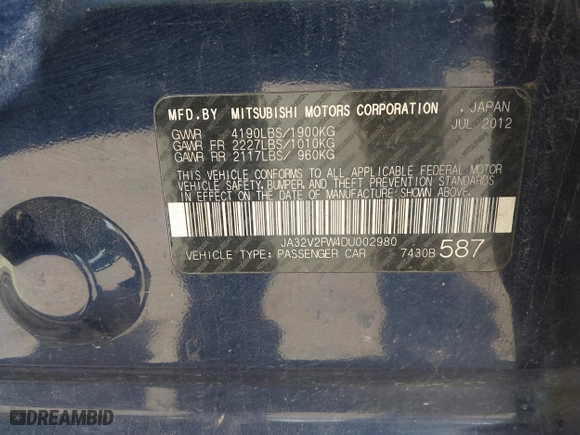 MFD.BY MITSUBISHI MOTORS CORPORATION , JAPAN
GVWR 4190LBS/1900KG JUL 2012
GAWR FR 2227LBS/1010KG
GAWR RR 2117LBS/ 960KG
THIS VEHICLE CONFORMS TO ALL APPLICABLE FEDERAL MOTOR
VEHICLE SAFETY, BUMPER, AND THEFT PREVENTION STANDARDS
IN EFFECT ON THE DATE OF MANUFACTURE SHOWN ABOVE.
JA32V2FW4DU002980
VEHICLE TYPE: PASSENGER CAR 7430B 587
DREAMBID